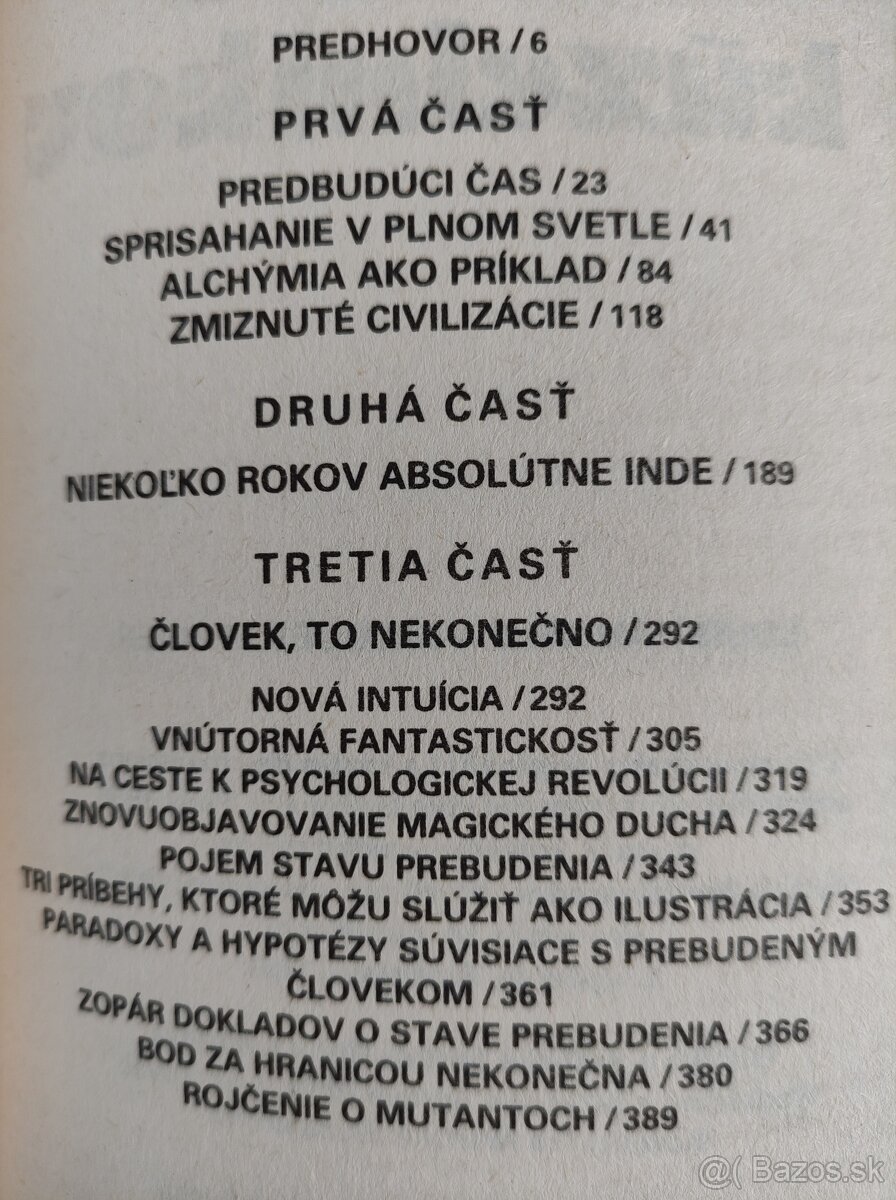 PREDHOVOR / 6
PRVÁ ČASŤ
PREDBUDÚCI ČAS / 23
SPRISAHANIE V PLNOM SVETLE / 41
ALCHÝMIA AKO PRÍKLAD / 84
ZMIZNUTÉ CIVILIZÁCIE / 118
DRUHÁ ČASŤ
NIEKOĽKO ROKOV ABSOLÚTNE INDE / 189
TRETIA ČASŤ
ČLOVEK, TO NEKONEČNO / 292
NOVÁ INTUÍCIA / 292
VNÚTORNÁ FANTASTICKOSŤ / 305
NA CESTE K PSYCHOLOGICKEJ REVOLÚCII / 319
ZNOVUOBJAVOVANIE MAGICKÉHO DUCHA / 324
POJEM STAVU PREBUDENIA / 343
TRI PRÍBEHY, KTORÉ MÔŽU SLÚŽIŤ AKO ILUSTRÁCIA / 353
PARADOXY A HYPOTÉZY SÚVISIACE S PREBUDENÝM
ČLOVEKOM / 361
ZOPÁR DOKLADOV O STAVE PREBUDENIA / 366
BOD ZA HRANICOU NEKONEČNA / 380
ROJČENIE O MUTANTOCH / 389
@( Bazos.sk